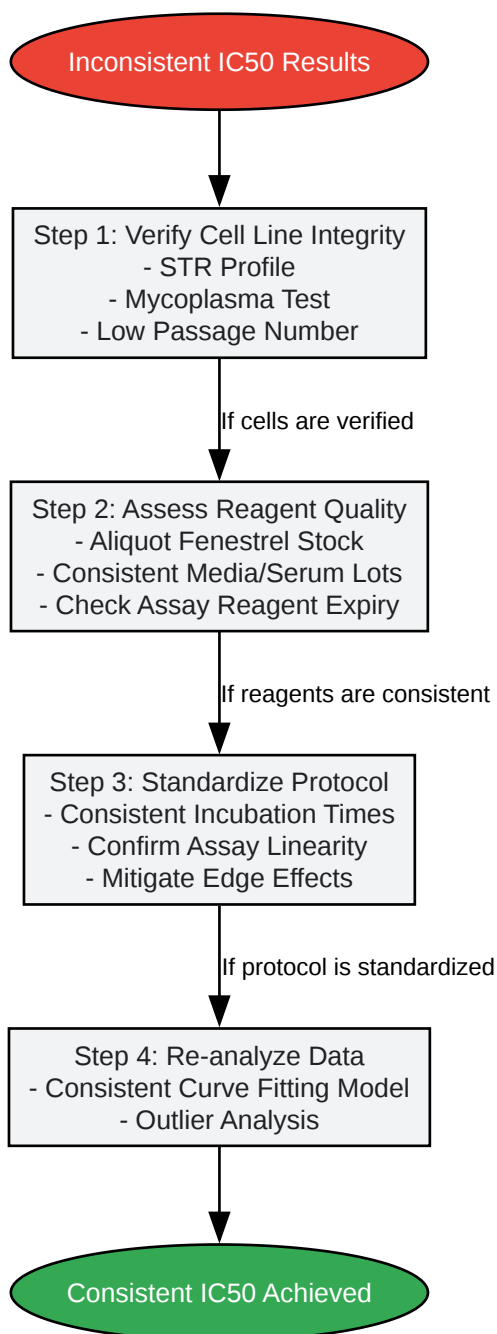 Inconsistent IC50 Results
Step 1: Verify Cell Line Integrity
- STR Profile
- Mycoplasma Test
- Low Passage Number
If cells are verified
Step 2: Assess Reagent Quality
- Aliquot Fenestrel Stock
- Consistent Media/Serum Lots
- Check Assay Reagent Expiry
If reagents are consistent
Step 3: Standardize Protocol
- Consistent Incubation Times
- Confirm Assay Linearity
- Mitigate Edge Effects
If protocol is standardized
Step 4: Re-analyze Data
- Consistent Curve Fitting Model
- Outlier Analysis
Consistent IC50 Achieved